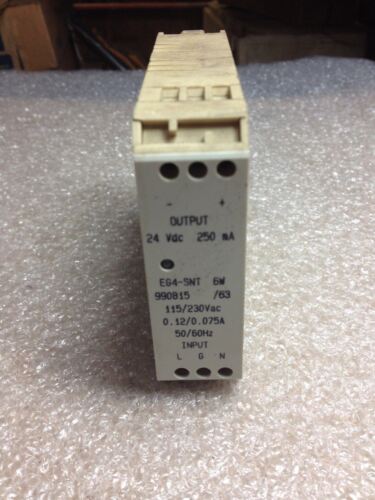 - +
OUTPUT
24 Vdc 250 mA
EG4-SNT 6W
990815 /63
115/230Vac
0.12/0.075A
50/60Hz
INPUT
L G N